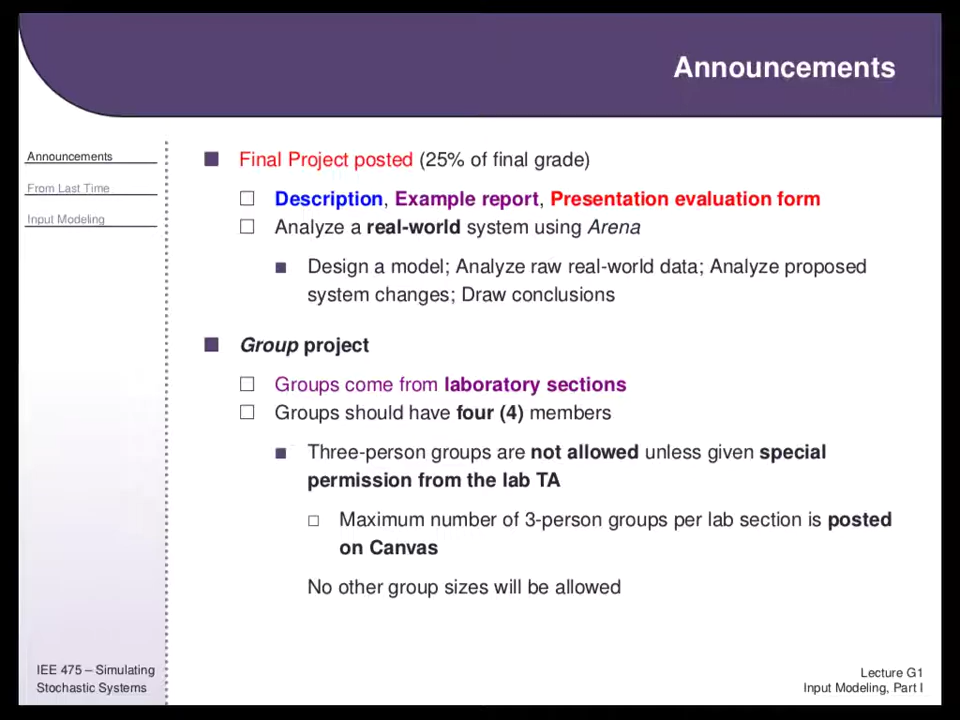 Announcements
Announcements
From Last Time
Input Modeling
Final Project posted (25% of final grade)
Description, Example report, Presentation evaluation form
Analyze a real-world system using Arena
Design a model; Analyze raw real-world data; Analyze proposed
system changes; Draw conclusions
Group project
Groups come from laboratory sections
Groups should have four (4) members
Three-person groups are not allowed unless given special
permission from the lab TA
Maximum number of 3-person groups per lab section is posted
on Canvas
No other group sizes will be allowed
IEE 475 – Simulating
Stochastic Systems
Lecture G1
Input Modeling, Part I